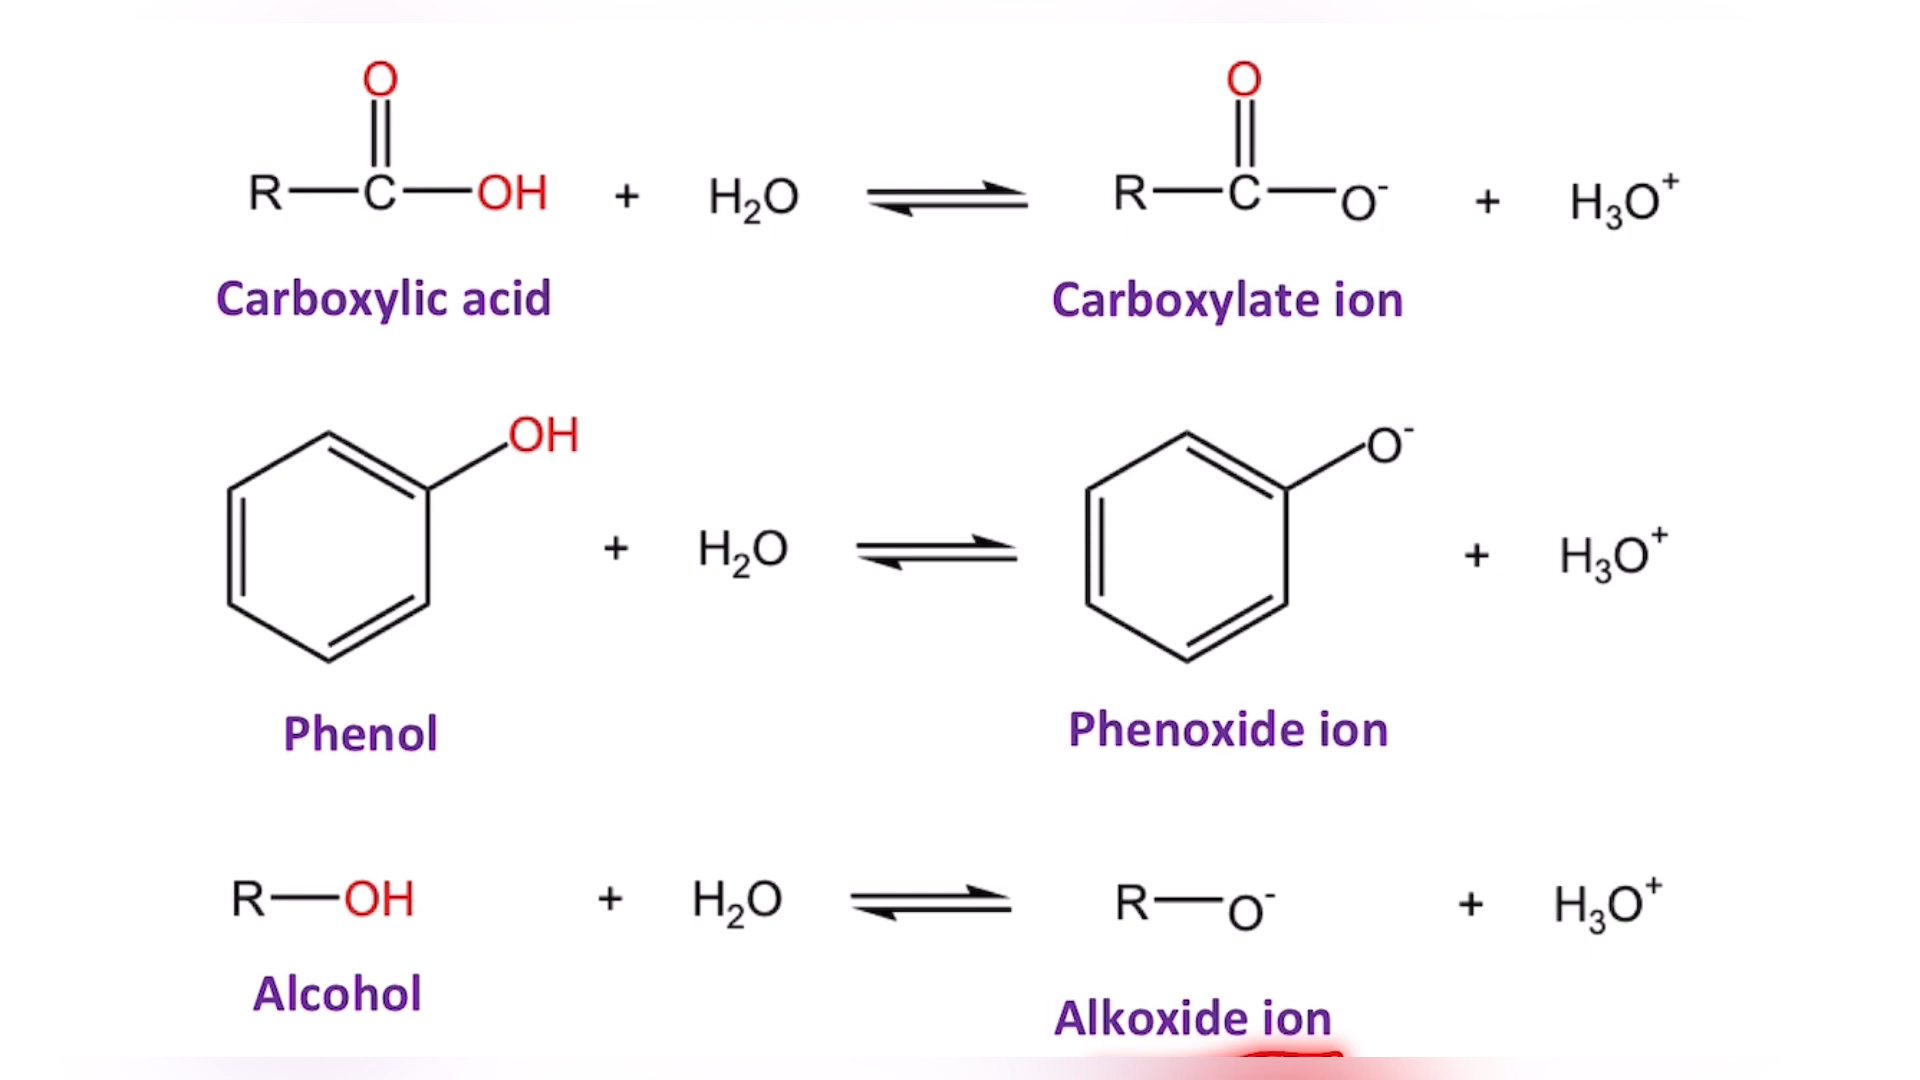 O O
R C OH + H₂O ⇌ R C O⁻ + H₃O⁺
Carboxylic acid Carboxylate ion
OH O⁻
+ H₂O ⇌ + H₃O⁺
Phenol Phenoxide ion
R—OH + H₂O ⇌ R—O⁻ + H₃O⁺
Alcohol Alkoxide ion